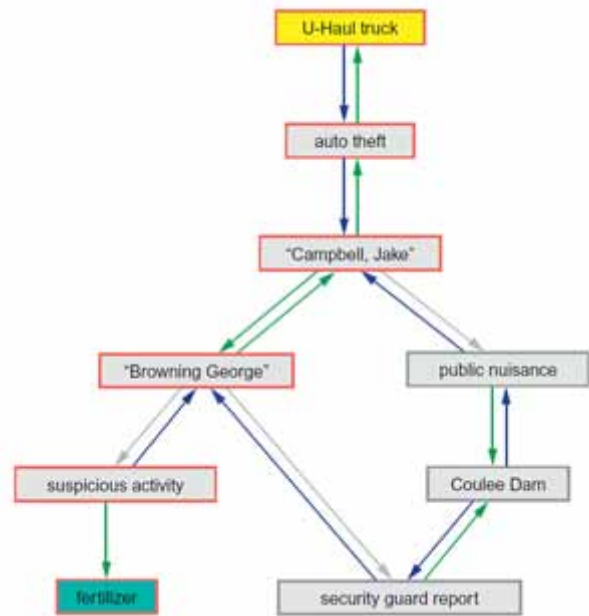 U-Haul truck
auto theft
“Campbell, Jake”
“Browning George”
public nuisance
suspicious activity
Coulee Dam
fertilizer
security guard report